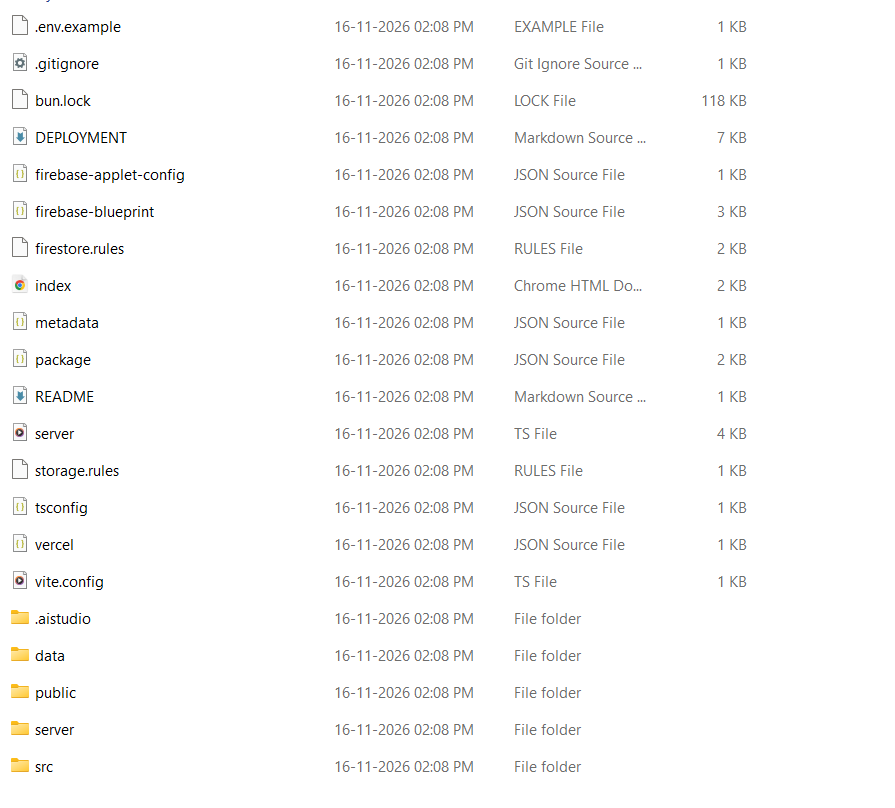 .env.example 16-11-2026 02:08 PM EXAMPLE File 1 KB
.gitignore 16-11-2026 02:08 PM Git Ignore Source ... 1 KB
bun.lock 16-11-2026 02:08 PM LOCK File 118 KB
DEPLOYMENT 16-11-2026 02:08 PM Markdown Source ... 7 KB
firebase-applet-config 16-11-2026 02:08 PM JSON Source File 1 KB
firebase-blueprint 16-11-2026 02:08 PM JSON Source File 3 KB
firestore.rules 16-11-2026 02:08 PM RULES File 2 KB
index 16-11-2026 02:08 PM Chrome HTML Do... 2 KB
metadata 16-11-2026 02:08 PM JSON Source File 1 KB
package 16-11-2026 02:08 PM JSON Source File 2 KB
README 16-11-2026 02:08 PM Markdown Source ... 1 KB
server 16-11-2026 02:08 PM TS File 4 KB
storage.rules 16-11-2026 02:08 PM RULES File 1 KB
tsconfig 16-11-2026 02:08 PM JSON Source File 1 KB
vercel 16-11-2026 02:08 PM JSON Source File 1 KB
vite.config 16-11-2026 02:08 PM TS File 1 KB
.aistudio 16-11-2026 02:08 PM File folder
data 16-11-2026 02:08 PM File folder
public 16-11-2026 02:08 PM File folder
server 16-11-2026 02:08 PM File folder
src 16-11-2026 02:08 PM File folder